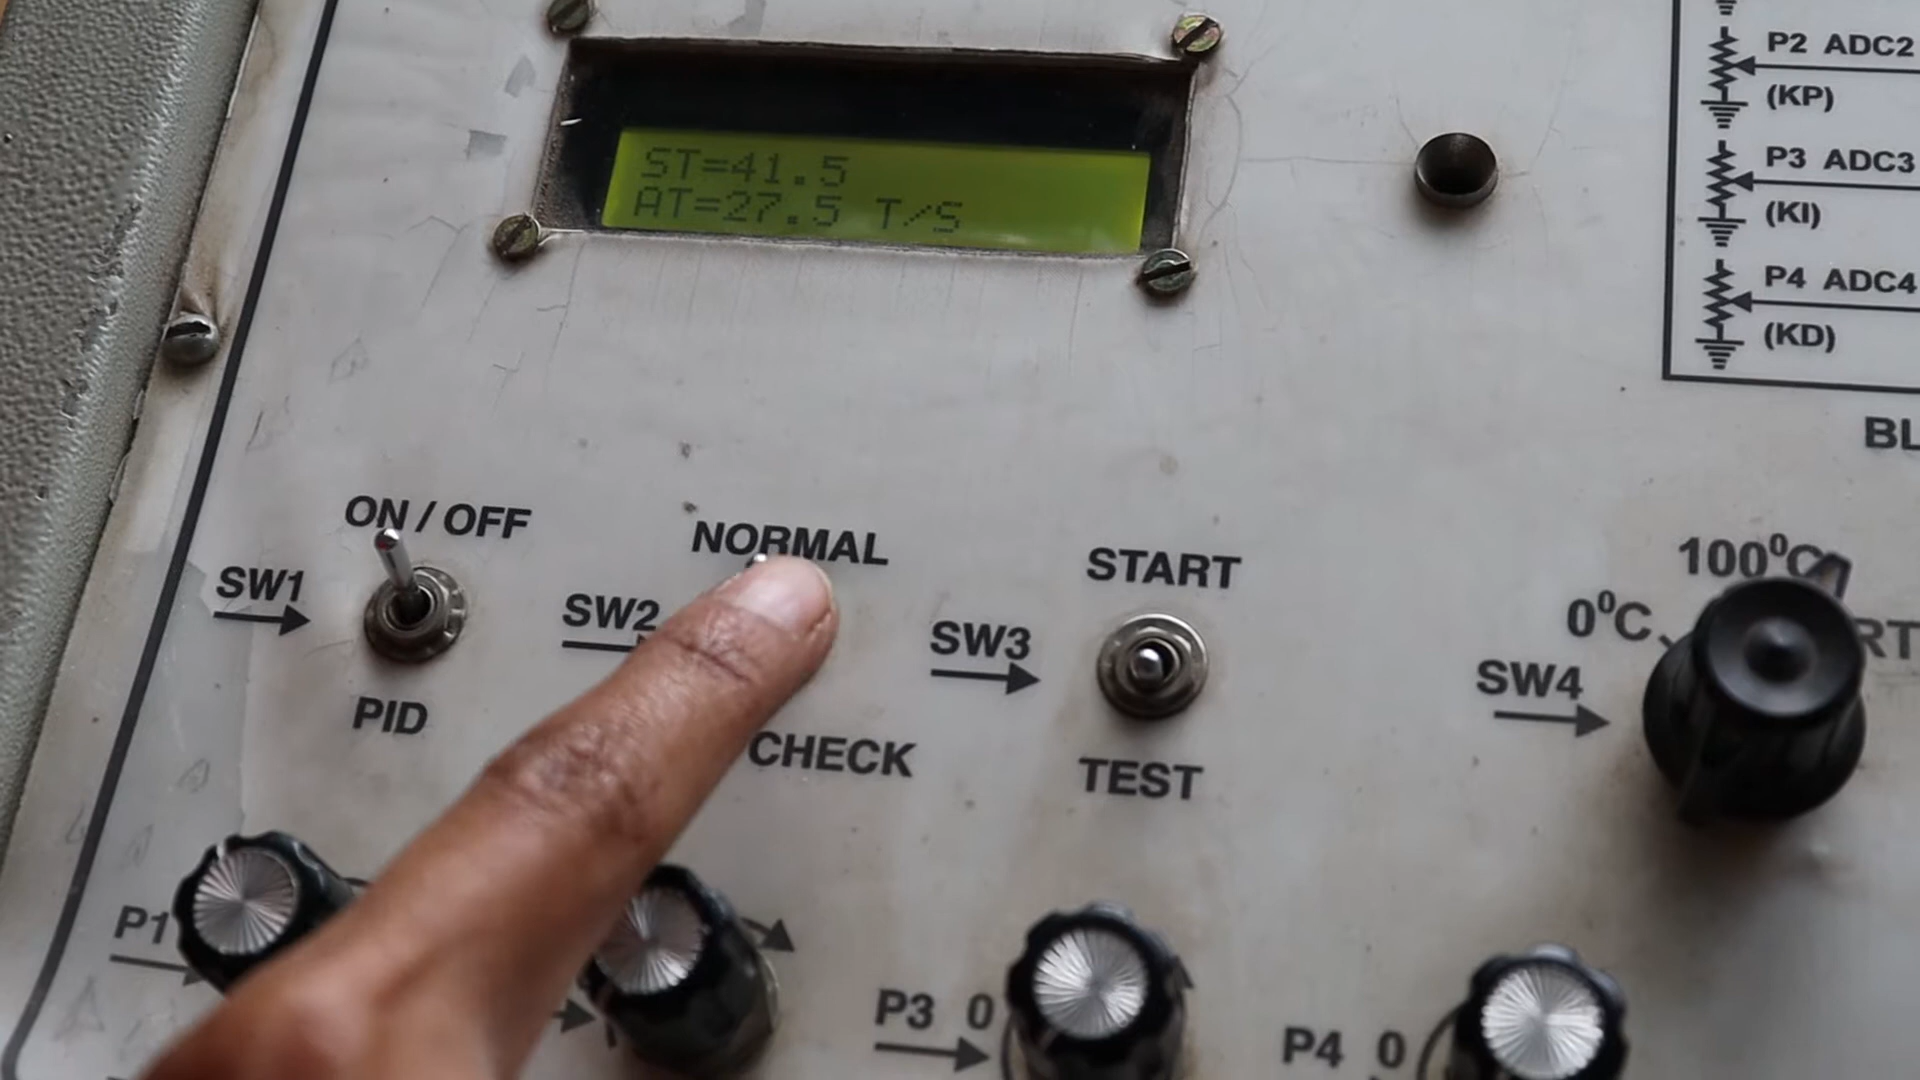 ST=41.5
AT=27.5 T/S
P2 ADC2
(KP)
P3 ADC3
(KI)
P4 ADC4
(KD)
BL
ON / OFF
SW1
PID
NORMAL
SW2
CHECK
START
SW3
TEST
100⁰C
0⁰C
RT
SW4
P1
P3 0
P4 0